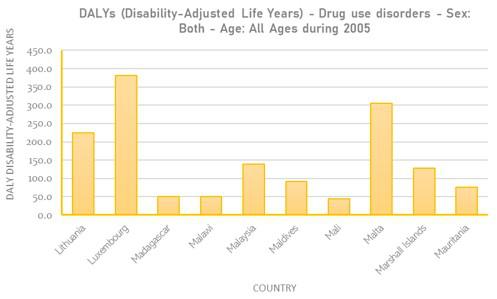 DALYs (Disability-Adjusted Life Years) - Drug use disorders - Sex:
Both - Age: All Ages during 2005
DALY DISABILITY-ADJUSTED LIFE YEARS
450.0
400.0
350.0
300.0
250.0
200.0
150.0
100.0
50.0
0.0
Lithuania
Luxembourg
Madagascar
Malawi
Malaysia
Maldives
Mali
Malta
Marshall Islands
Mauritania
COUNTRY